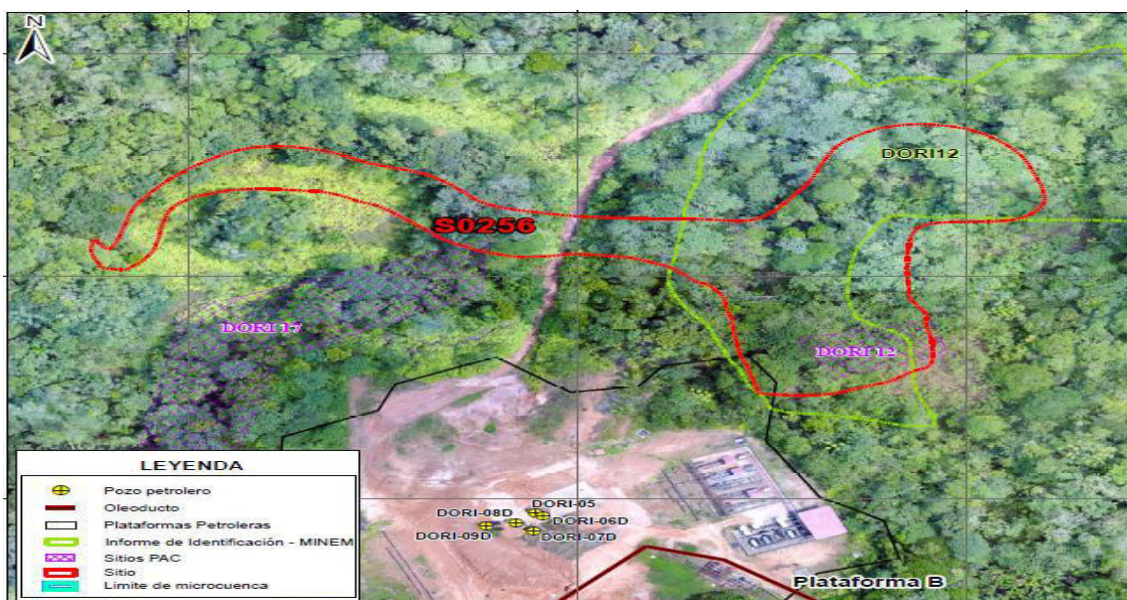 N
DORI12
S0256
DORI 17
DORI 12
LEYENDA
Pozo petrolero
Oleoducto
Plataformas Petroleras
Informe de Identificación - MINEM
Sitios PAC
Sitio
Limite de microcuenca
DORI-05
DORI-08D
DORI-06D
DORI-09D
DORI-07D
Plataforma B